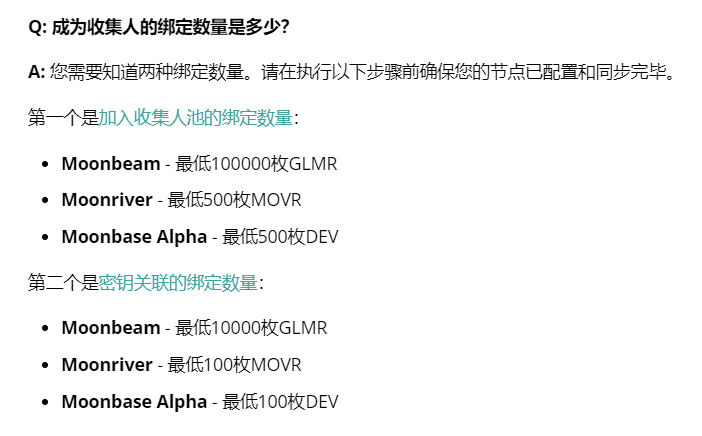 Q: 成为收集人的绑定数量是多少?
A: 您需要知道两种绑定数量。请在执行以下步骤前确保您的节点已配置和同步完毕。
第一个是加入收集人池的绑定数量:
• Moonbeam - 最低100000枚GLMR
• Moonriver - 最低500枚MOVR
• Moonbase Alpha - 最低500枚DEV
第二个是密钥关联的绑定数量:
• Moonbeam - 最低10000枚GLMR
• Moonriver - 最低100枚MOVR
• Moonbase Alpha - 最低100枚DEV